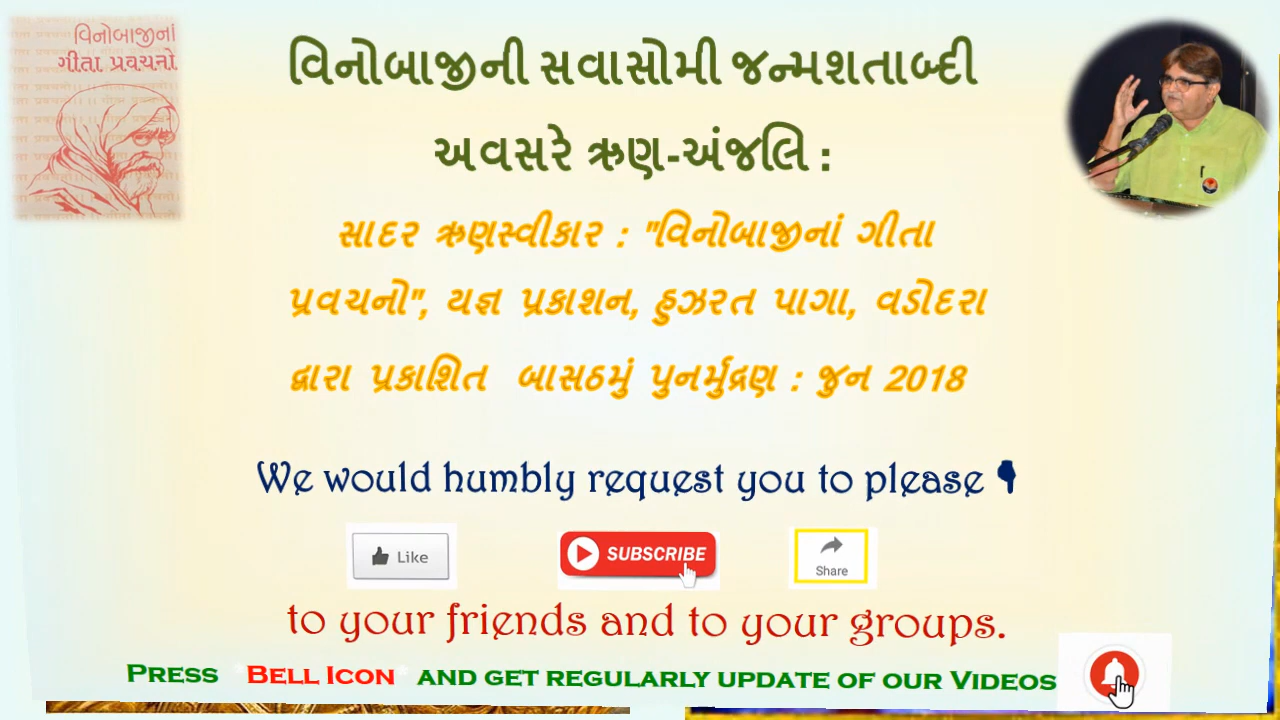 વિનોબાજીનાં
ગીતા પ્રવચનો
વિનોબાજીની સવાસોમી જન્મશતાબ્દી
અવસરે ઋણ-અંજલિ :
સાદર ઋણસ્વીકાર : "વિનોબાજીનાં ગીતા
પ્રવચનો", યજ્ઞ પ્રકાશન, હુઝરત પાગા, વડોદરા
દ્વારા પ્રકાશિત બાસઠમું પુનર્મુદ્રણ : જુન 2018
We would humbly request you to please 👇
Like
SUBSCRIBE
Share
to your friends and to your groups.
PRESS BELL ICON AND GET REGULARLY UPDATE OF OUR VIDEOS